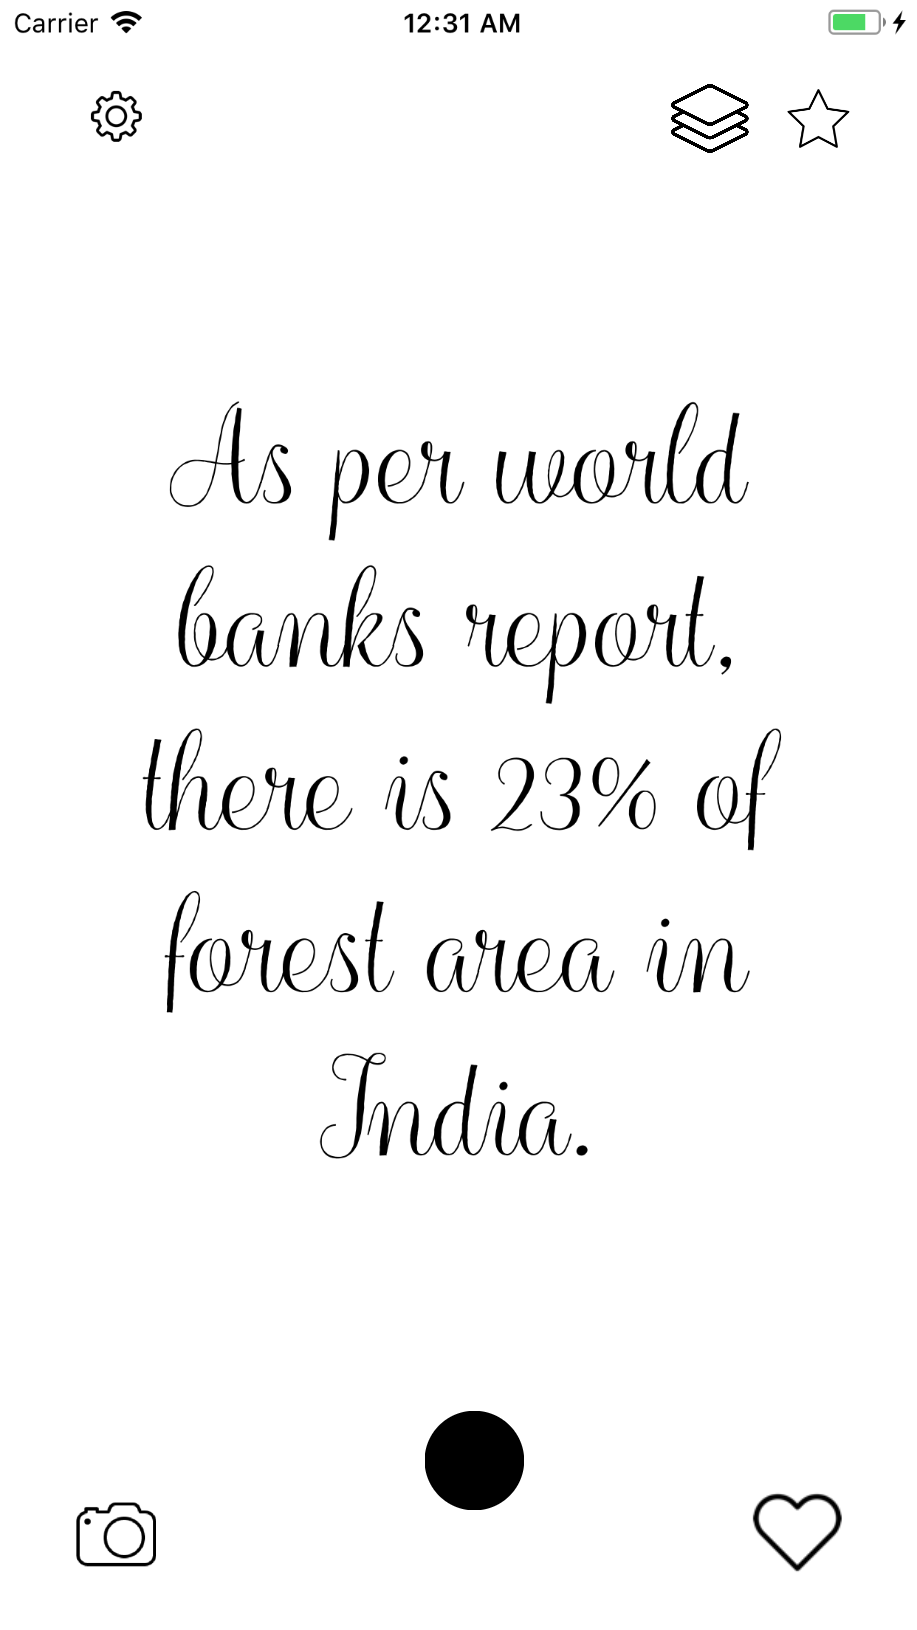 Carrier 12:31 AM
As per world
banks report,
there is 23% of
forest area in
India.